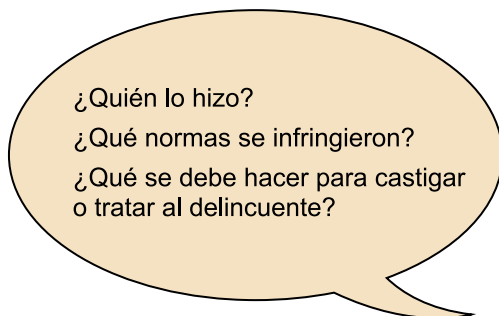 ¿Quién lo hizo?
¿Qué normas se infringieron?
¿Qué se debe hacer para castigar
o tratar al delincuente?